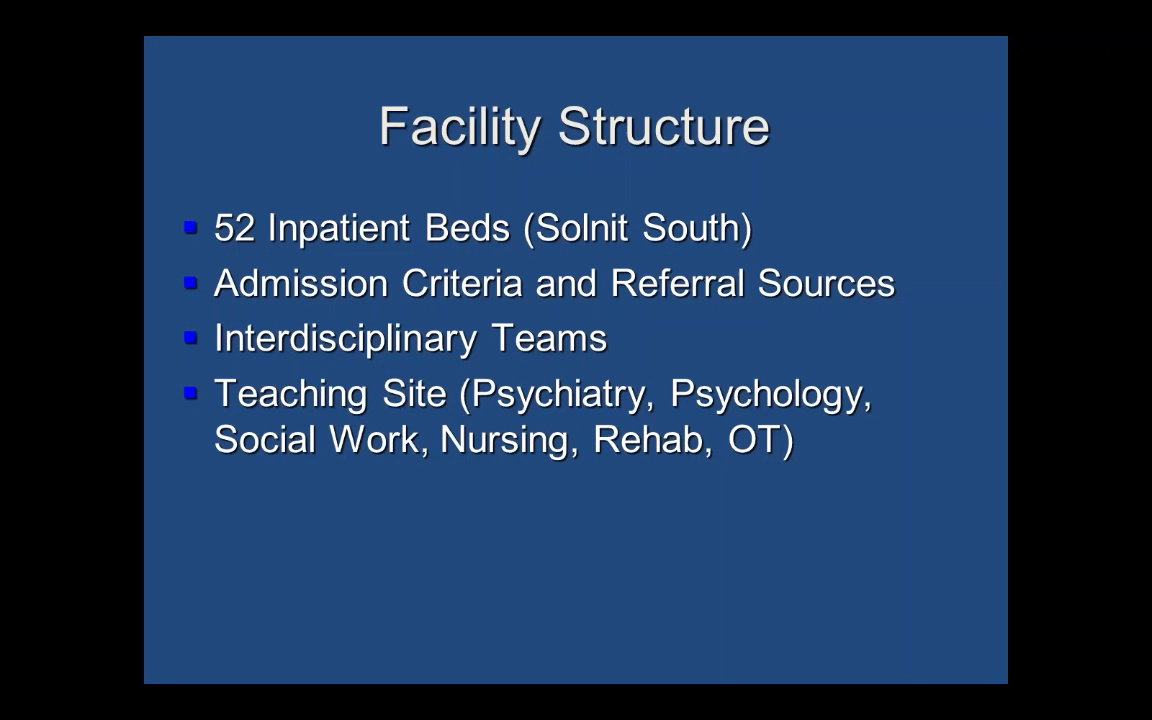 Facility Structure
52 Inpatient Beds (Solnit South)
Admission Criteria and Referral Sources
Interdisciplinary Teams
Teaching Site (Psychiatry, Psychology,
Social Work, Nursing, Rehab, OT)